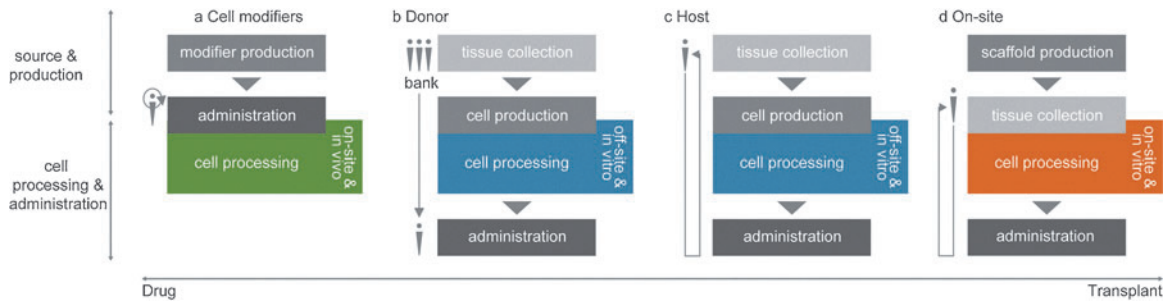 a Cell modifiers
b Donor
c Host
d On-site
source &
production
modifier production
tissue collection
tissue collection
scaffold production
bank
administration
cell production
cell production
tissue collection
cell
processing &
administration
cell processing
on-site &
in vivo
cell processing
off-site &
in vitro
cell processing
off-site &
in vitro
cell processing
on-site &
in vitro
administration
administration
administration
Drug
Transplant